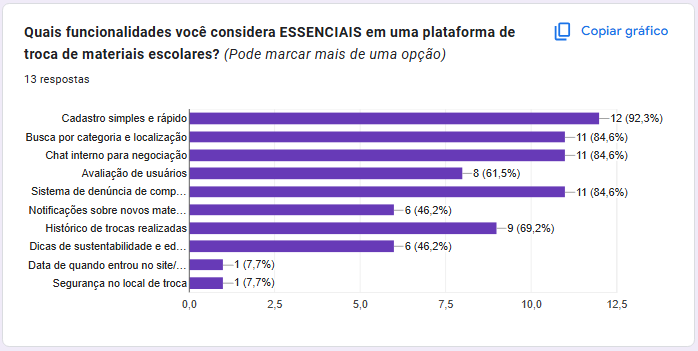 Quais funcionalidades você considera ESSENCIAIS em uma plataforma de
troca de materiais escolares? (Pode marcar mais de uma opção)
Copiar gráfico
13 respostas
Cadastro simples e rápido
12 (92,3%)
Busca por categoria e localização
11 (84,6%)
Chat interno para negociação
11 (84,6%)
Avaliação de usuários
8 (61,5%)
Sistema de denúncia de comp…
11 (84,6%)
Notificações sobre novos mate…
6 (46,2%)
Histórico de trocas realizadas
9 (69,2%)
Dicas de sustentabilidade e ed…
6 (46,2%)
Data de quando entrou no site/…
1 (7,7%)
Segurança no local de troca
1 (7,7%)
0,0 2,5 5,0 7,5 10,0 12,5